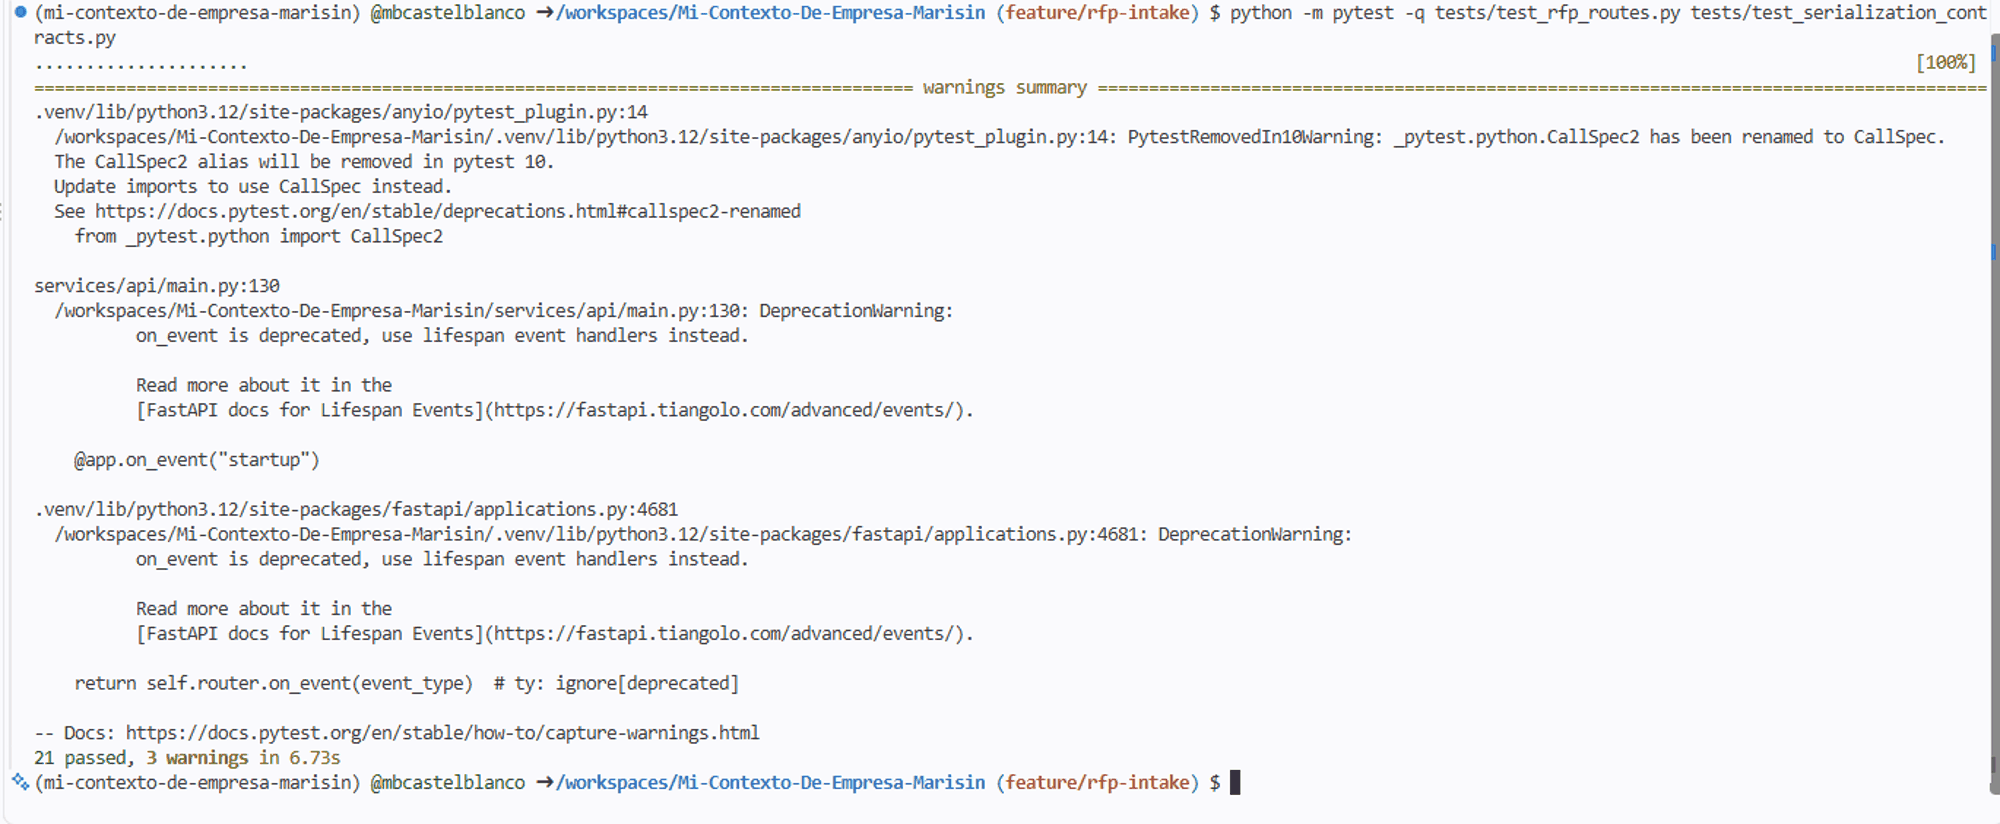 (mi-contexto-de-empresa-marisin) @mbcastelblanco ➜/workspaces/Mi-Contexto-De-Empresa-Marisin (feature/rfp-intake) $ python -m pytest -q tests/test_rfp_routes.py tests/test_serialization_cont
racts.py
..................... [100%]
==================== warnings summary ====================
.venv/lib/python3.12/site-packages/anyio/pytest_plugin.py:14
/workspaces/Mi-Contexto-De-Empresa-Marisin/.venv/lib/python3.12/site-packages/anyio/pytest_plugin.py:14: PytestRemovedIn10Warning: _pytest.python.CallSpec2 has been renamed to CallSpec.
The CallSpec2 alias will be removed in pytest 10.
Update imports to use CallSpec instead.
See https://docs.pytest.org/en/stable/deprecations.html#callspec2-renamed
from _pytest.python import CallSpec2
services/api/main.py:130
/workspaces/Mi-Contexto-De-Empresa-Marisin/services/api/main.py:130: DeprecationWarning:
on_event is deprecated, use lifespan event handlers instead.
Read more about it in the
[FastAPI docs for Lifespan Events](https://fastapi.tiangolo.com/advanced/events/).
@app.on_event("startup")
.venv/lib/python3.12/site-packages/fastapi/applications.py:4681
/workspaces/Mi-Contexto-De-Empresa-Marisin/.venv/lib/python3.12/site-packages/fastapi/applications.py:4681: DeprecationWarning:
on_event is deprecated, use lifespan event handlers instead.
Read more about it in the
[FastAPI docs for Lifespan Events](https://fastapi.tiangolo.com/advanced/events/).
return self.router.on_event(event_type)  # ty: ignore[deprecated]
-- Docs: https://docs.pytest.org/en/stable/how-to/capture-warnings.html
21 passed, 3 warnings in 6.73s
(mi-contexto-de-empresa-marisin) @mbcastelblanco ➜/workspaces/Mi-Contexto-De-Empresa-Marisin (feature/rfp-intake) $